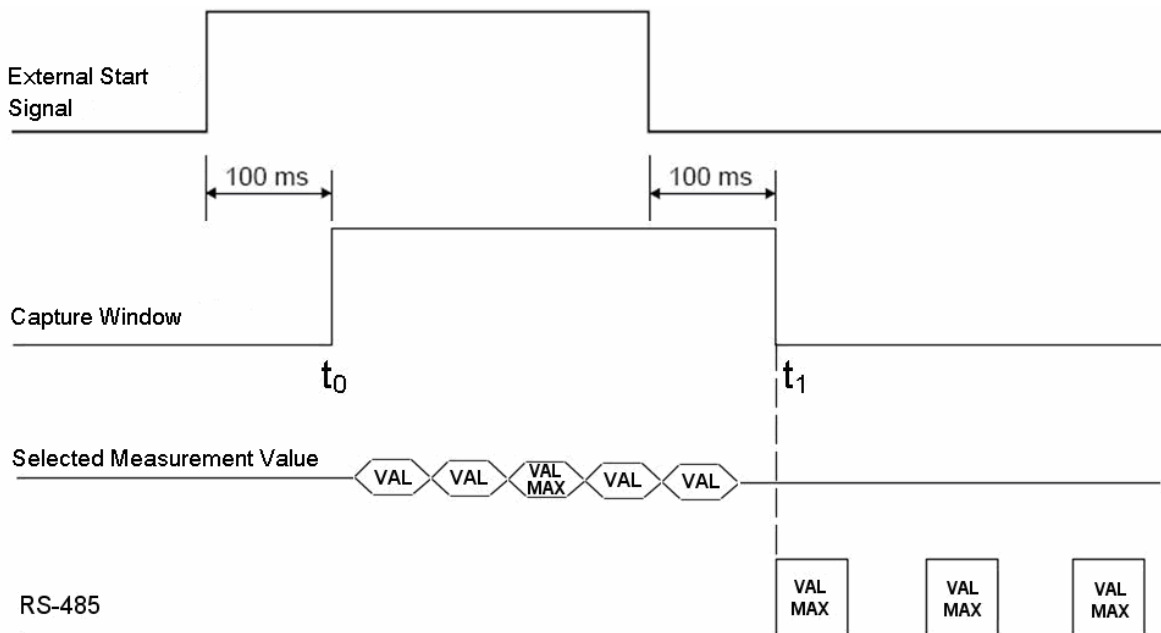 External Start
Signal
100 ms
100 ms
Capture Window
t₀
t₁
Selected Measurement Value
VAL
VAL
VAL
MAX
VAL
VAL
RS-485
VAL
MAX
VAL
MAX
VAL
MAX